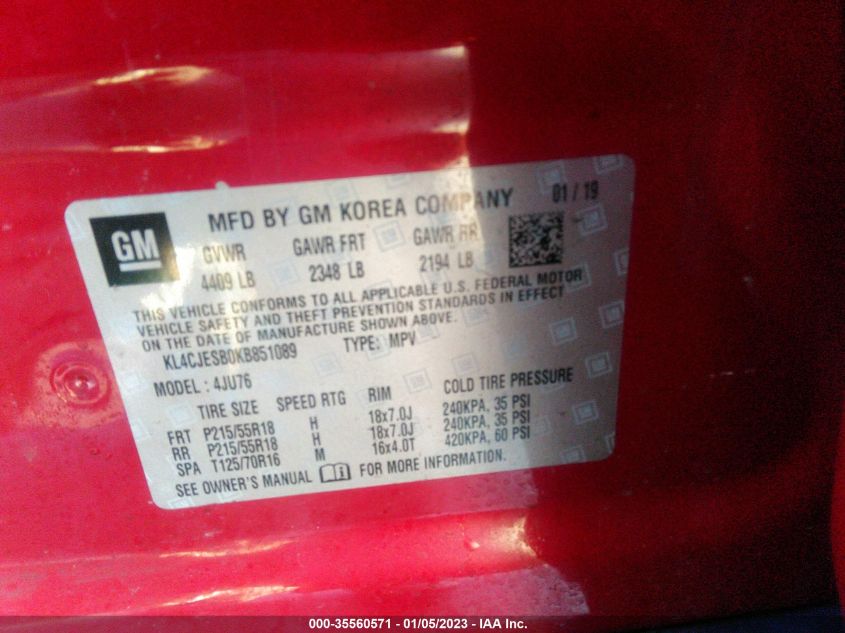 GM
MFD BY GM KOREA COMPANY 01 / 19
GVWR GAWR FRT GAWR RR
4409 LB 2348 LB 2194 LB
THIS VEHICLE CONFORMS TO ALL APPLICABLE U.S. FEDERAL MOTOR
VEHICLE SAFETY AND THEFT PREVENTION STANDARDS IN EFFECT
ON THE DATE OF MANUFACTURE SHOWN ABOVE.
KL4CJESB0KB851089 TYPE: MPV
MODEL : 4JU76
TIRE SIZE SPEED RTG RIM COLD TIRE PRESSURE
FRT P215/55R18 H 18x7.0J 240KPA, 35 PSI
RR P215/55R18 H 18x7.0J 240KPA, 35 PSI
SPA T125/70R16 M 16x4.0T 420KPA, 60 PSI
SEE OWNER'S MANUAL FOR MORE INFORMATION.
000-35560571 - 01/05/2023 - IAA Inc.